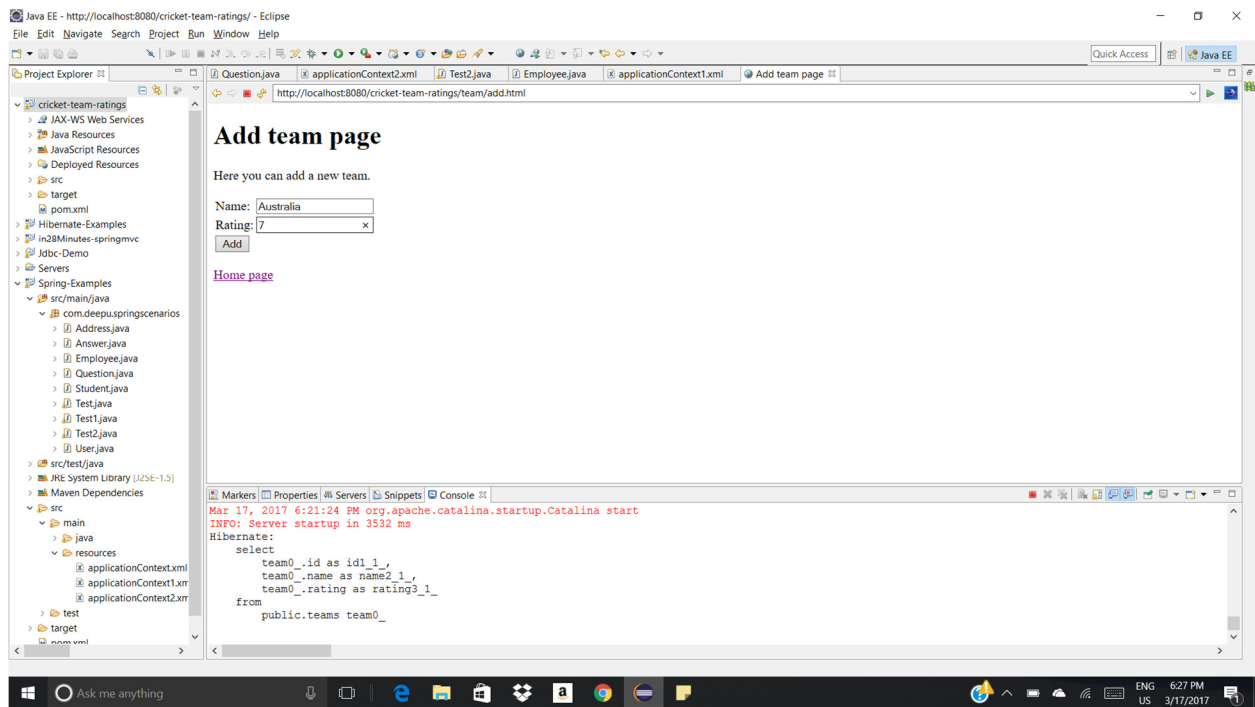 Java EE - http://localhost:8080/cricket-team-ratings/ - Eclipse
File Edit Navigate Search Project Run Window Help
Quick Access
Java EE
Project Explorer
Question.java
applicationContext2.xml
Test2.java
Employee.java
applicationContext1.xml
Add team page
http://localhost:8080/cricket-team-ratings/team/add.html
cricket-team-ratings
JAX-WS Web Services
Java Resources
JavaScript Resources
Deployed Resources
src
target
pom.xml
Hibernate-Examples
in28Minutes-springmvc
Jdbc-Demo
Servers
Spring-Examples
src/main/java
com.deepu.springscenarios
Address.java
Answer.java
Employee.java
Question.java
Student.java
Test.java
Test1.java
Test2.java
User.java
src/test/java
JRE System Library [J2SE-1.5]
Maven Dependencies
src
main
java
resources
applicationContext.xml
applicationContext1.xm
applicationContext2.xm
test
target
pom.xml
Add team page
Here you can add a new team.
Name: Australia
Rating: 7
Add
Home page
Markers Properties Servers Snippets Console
Mar 17, 2017 6:21:24 PM org.apache.catalina.startup.Catalina start
INFO: Server startup in 3532 ms
Hibernate:
select
team0_.id as id1_1_,
team0_.name as name2_1_,
team0_.rating as rating3_1_
from
public.teams team0_
Ask me anything
ENG
US
6:27 PM
3/17/2017